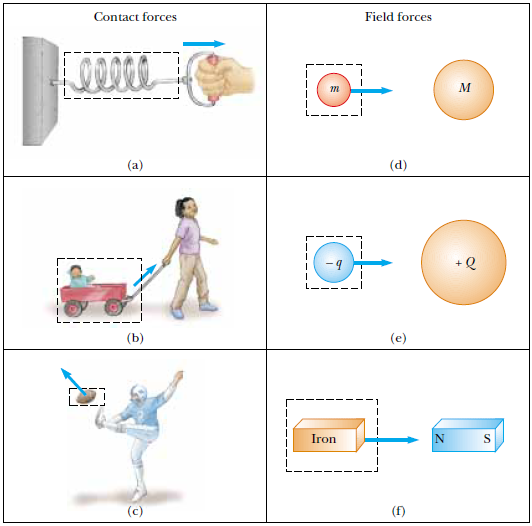 Contact forces
Field forces
m
M
(a)
(d)
– q
+ Q
(b)
(e)
Iron
N
S
(c)
(f)